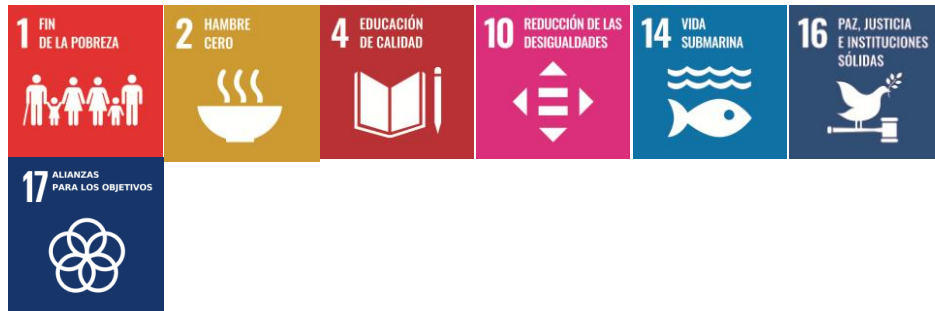 1 FIN
DE LA POBREZA
2 HAMBRE
CERO
4 EDUCACIÓN
DE CALIDAD
10 REDUCCIÓN DE LAS
DESIGUALDADES
14 VIDA
SUBMARINA
16 PAZ, JUSTICIA
E INSTITUCIONES
SÓLIDAS
17 ALIANZAS
PARA LOS OBJETIVOS